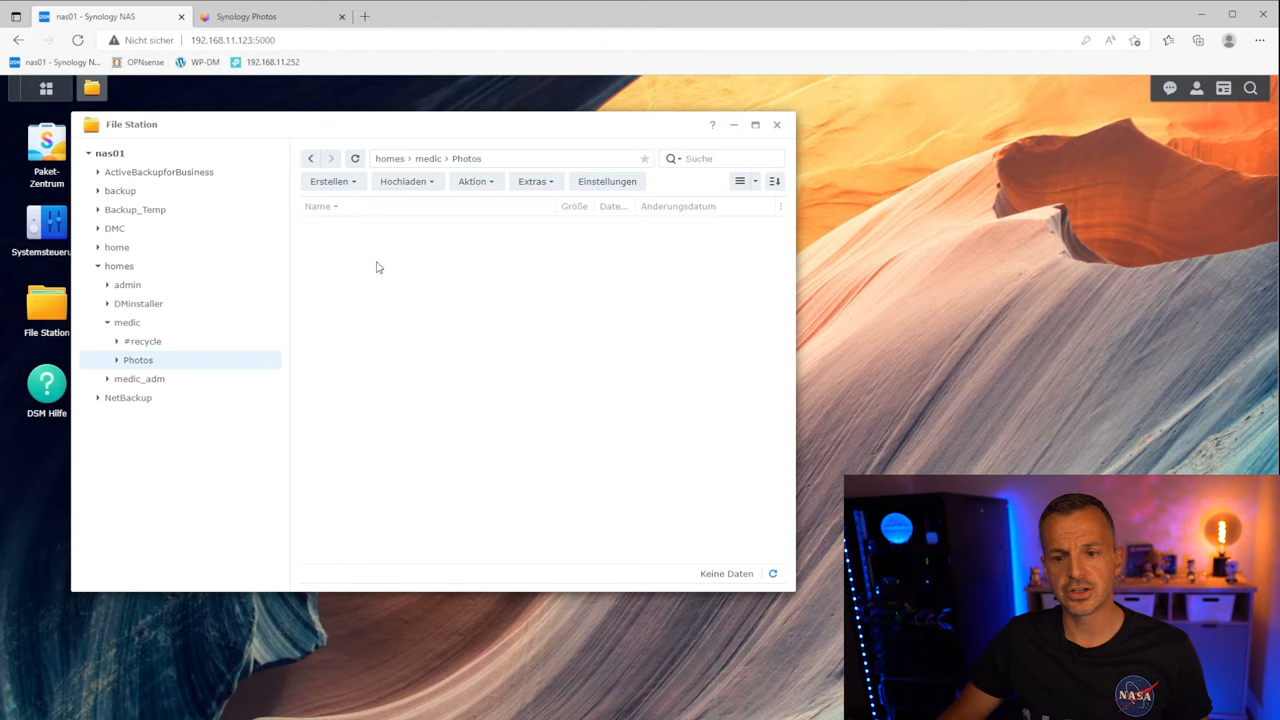 nas01 - Synology NAS
Synology Photos
Nicht sicher
192.168.11.123:5000
nas01 - Synology N...
OPNsense
WP-DM
192.168.11.252
Paket-
Zentrum
Systemsteueru
File Station
DSM Hilfe
File Station
nas01
ActiveBackupforBusiness
backup
Backup_Temp
DMC
home
homes
admin
DMinstaller
medic
#recycle
Photos
medic_adm
NetBackup
homes › medic › Photos
Suche
Erstellen
Hochladen
Aktion
Extras
Einstellungen
Name
Größe
Date...
Änderungsdatum
Keine Daten
NASA